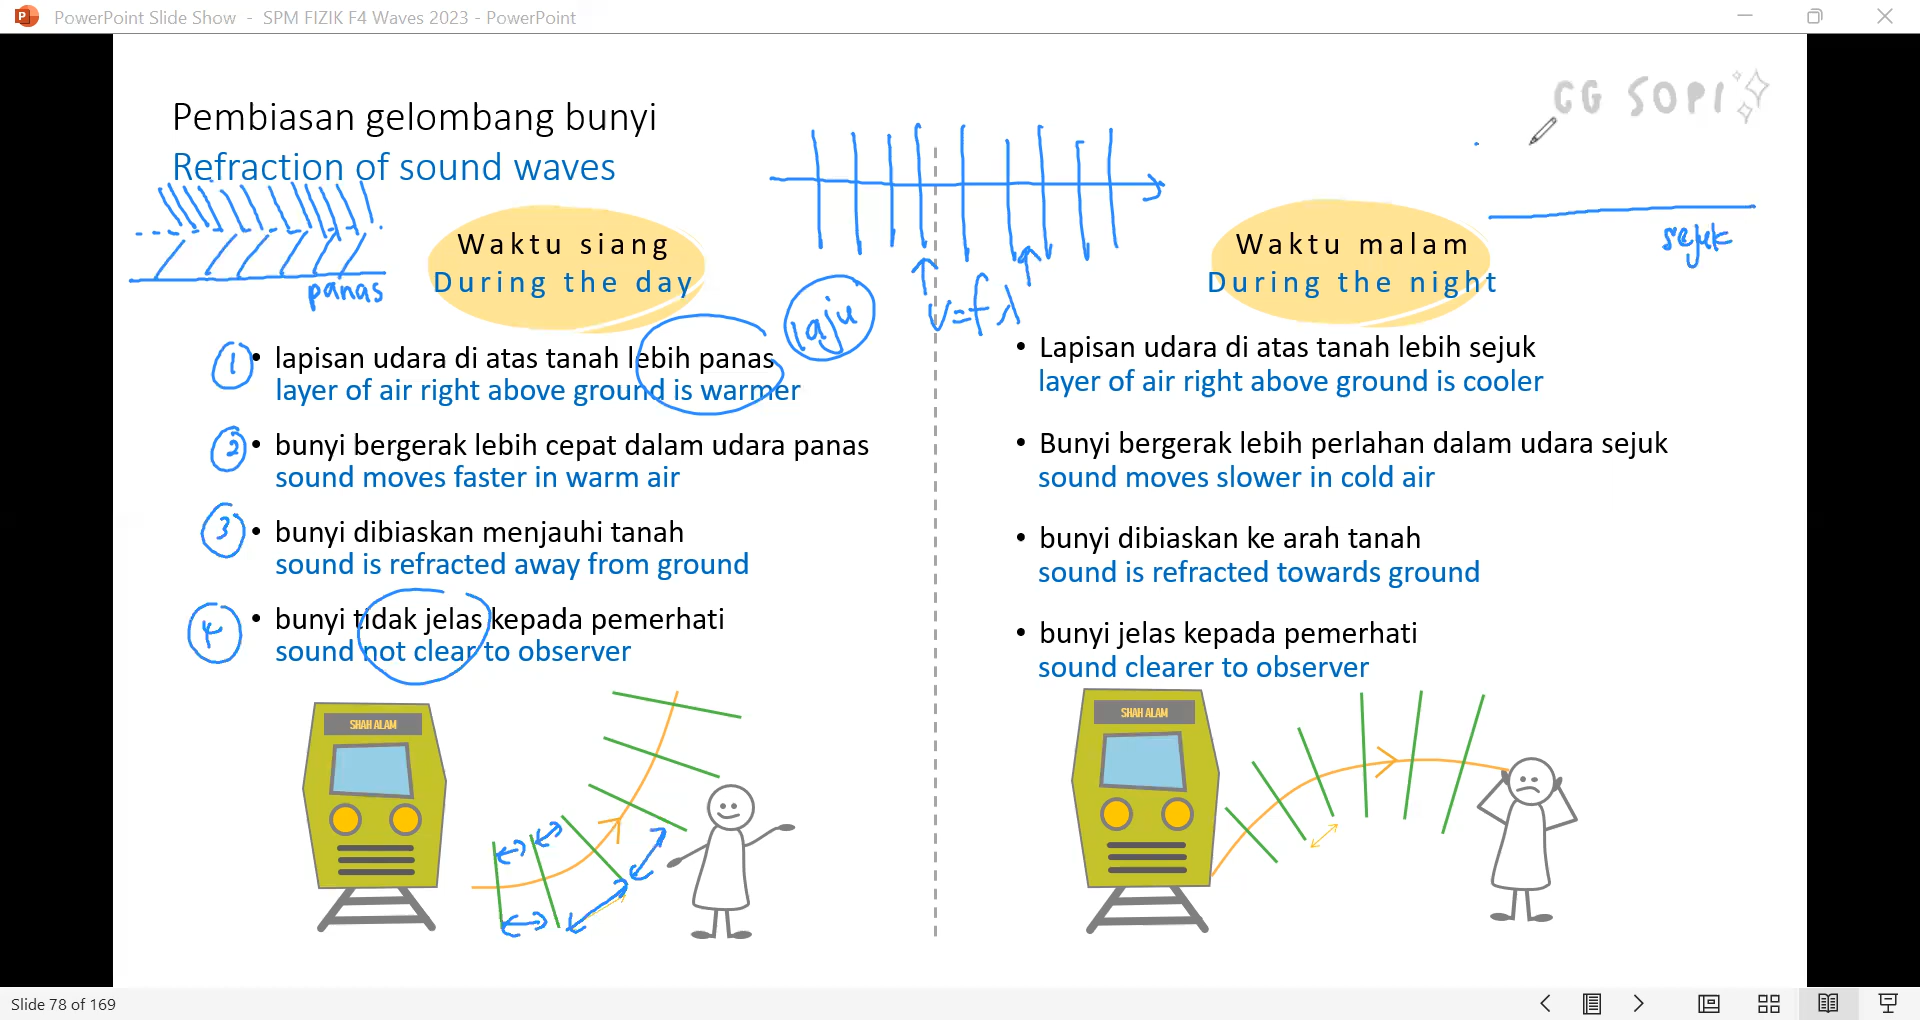 PowerPoint Slide Show - SPM FIZIK F4 Waves 2023 - PowerPoint
CG SOPI
Pembiasan gelombang bunyi
Refraction of sound waves
panas
Waktu siang
During the day
laju
v=fλ
Waktu malam
During the night
sejuk
1
• lapisan udara di atas tanah lebih panas
layer of air right above ground is warmer
2
• bunyi bergerak lebih cepat dalam udara panas
sound moves faster in warm air
3
• bunyi dibiaskan menjauhi tanah
sound is refracted away from ground
4
• bunyi tidak jelas kepada pemerhati
sound not clear to observer
SHAH ALAM
• Lapisan udara di atas tanah lebih sejuk
layer of air right above ground is cooler
• Bunyi bergerak lebih perlahan dalam udara sejuk
sound moves slower in cold air
• bunyi dibiaskan ke arah tanah
sound is refracted towards ground
• bunyi jelas kepada pemerhati
sound clearer to observer
SHAH ALAM
Slide 78 of 169